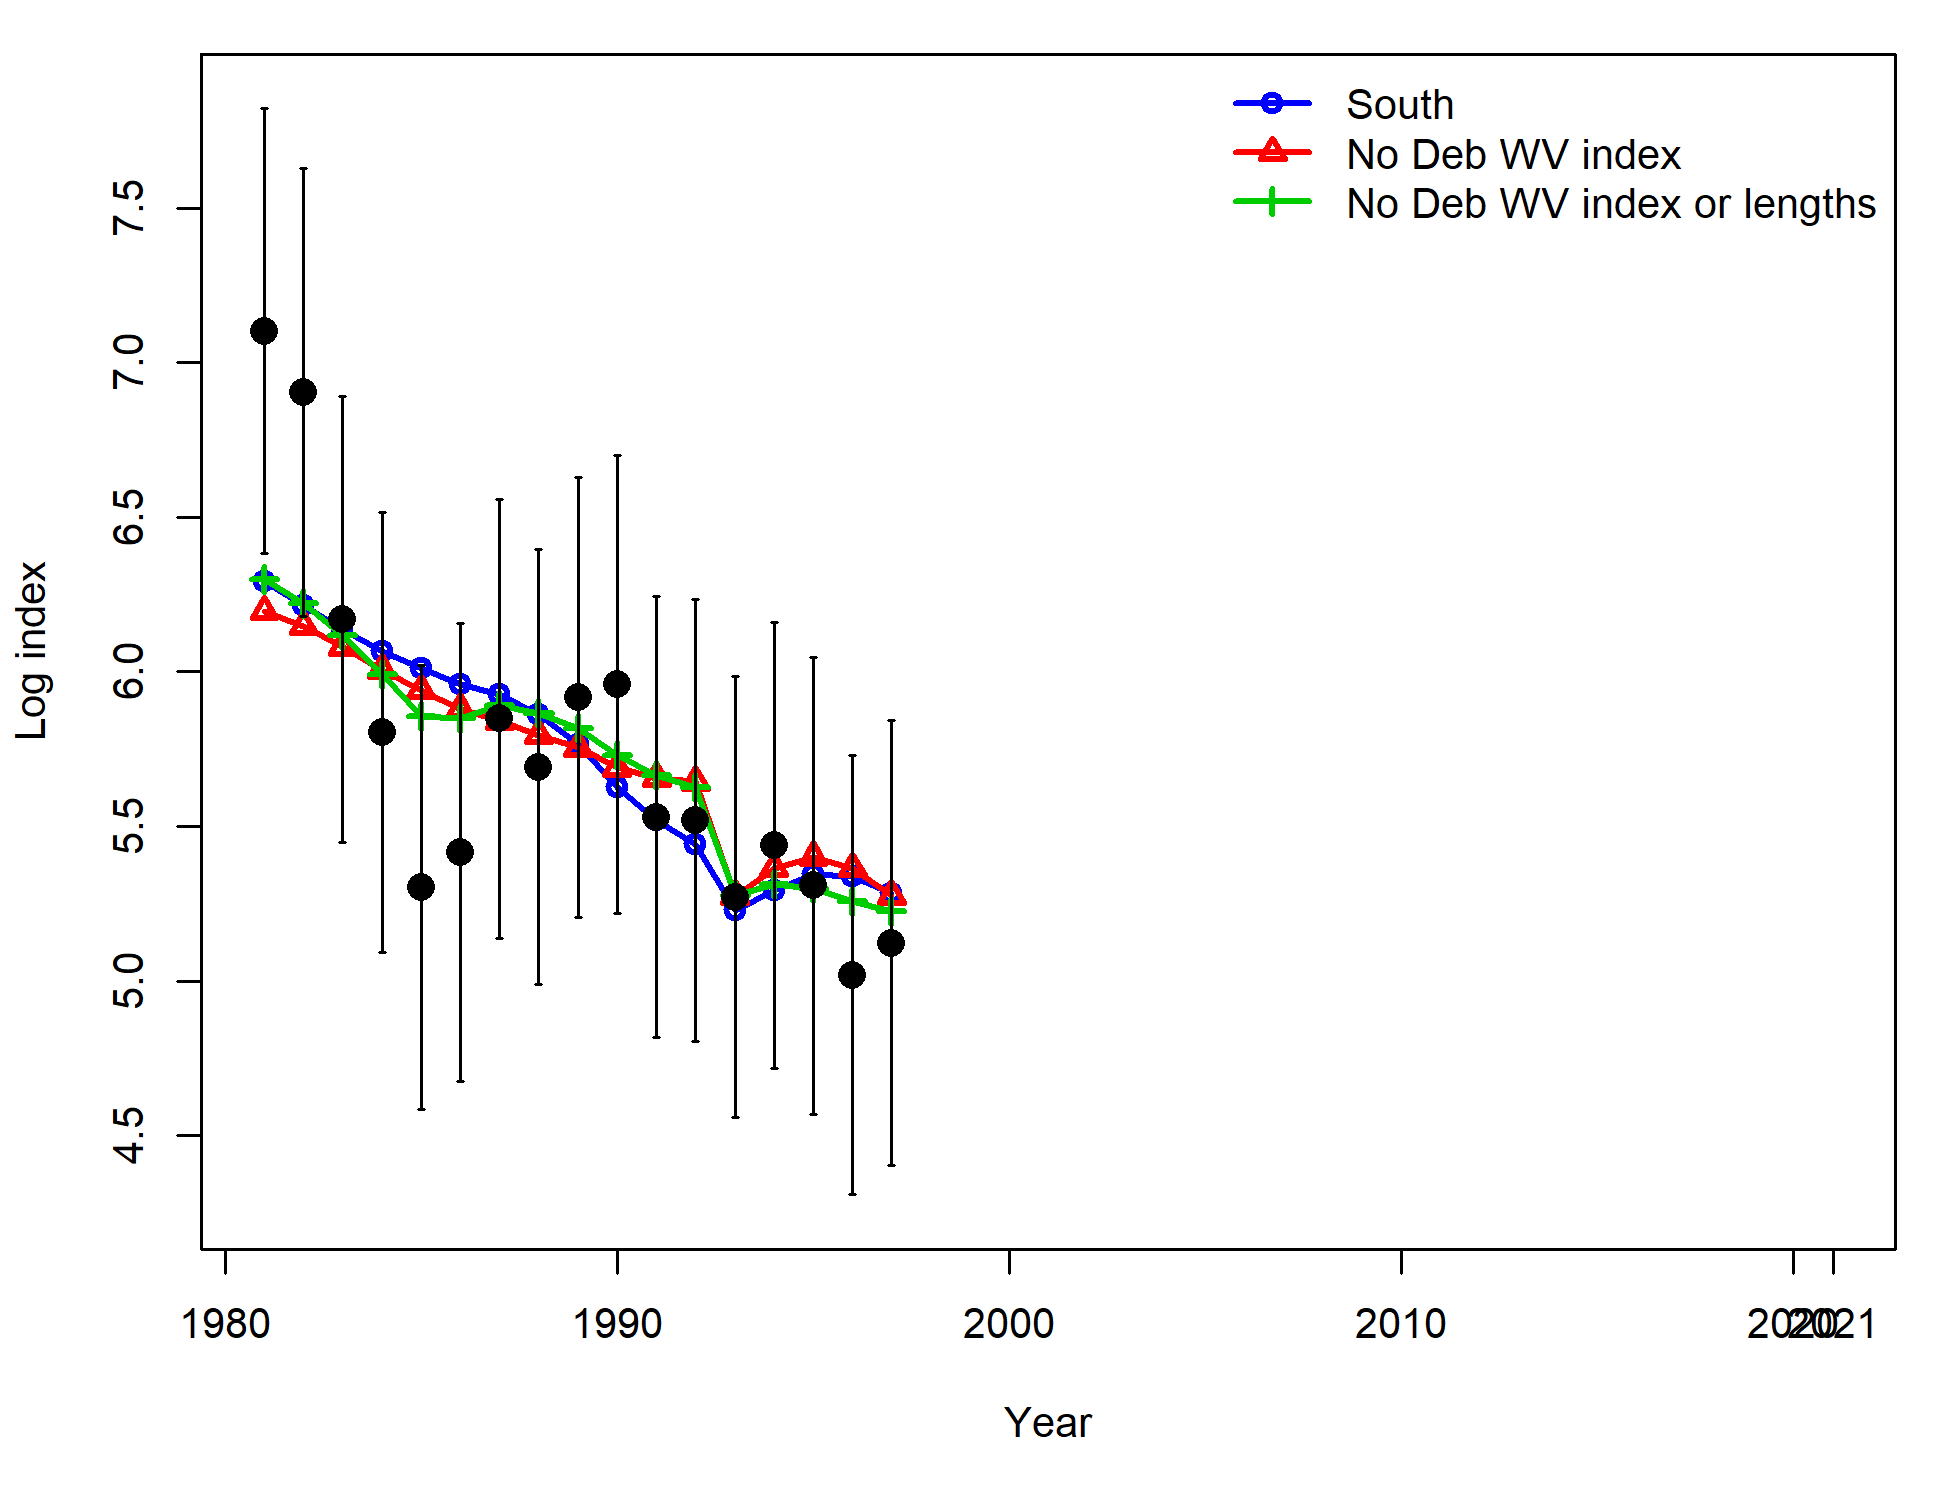 South
No Deb WV index
No Deb WV index or lengths
7.5
7.0
6.5
6.0
5.5
5.0
4.5
Log index
1980 1990 2000 2010 2020 2021
Year